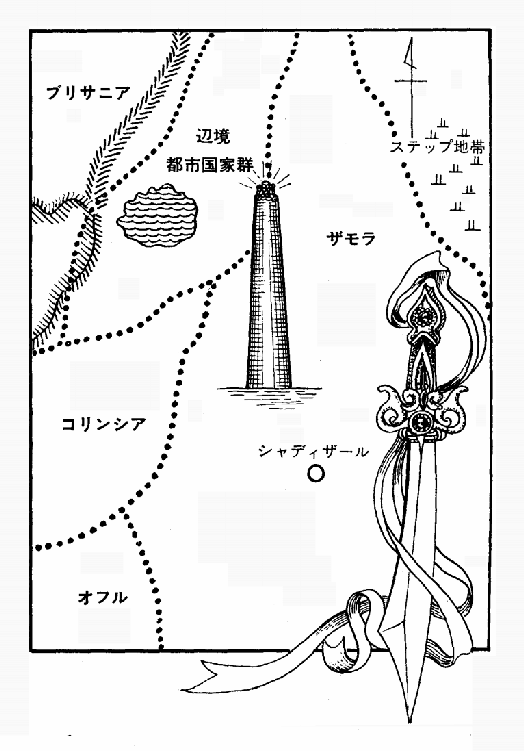 ブリサニア
辺境
都市国家群
ステップ地帯
ザモラ
コリンシア
シャディザール
オフル